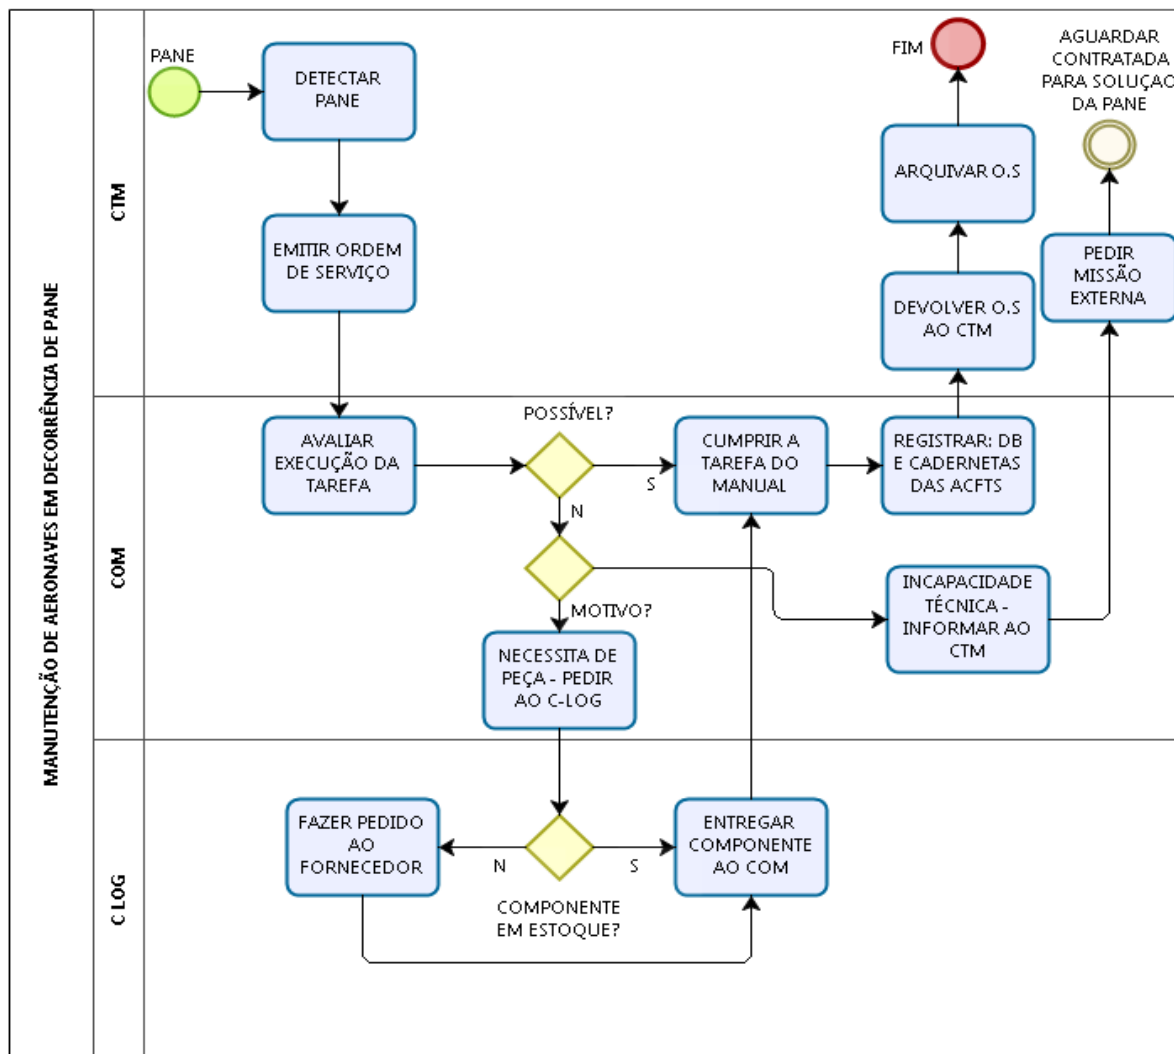 MANUTENÇÃO DE AERONAVES EM DECORRÊNCIA DE PANE
CTM
PANE
DETECTAR
PANE
EMITIR ORDEM
DE SERVIÇO
FIM
ARQUIVAR O.S
DEVOLVER O.S
AO CTM
AGUARDAR
CONTRATADA
PARA SOLUÇAO
DA PANE
PEDIR
MISSÃO
EXTERNA
COM
AVALIAR
EXECUÇÃO DA
TAREFA
POSSÍVEL?
S
N
CUMPRIR A
TAREFA DO
MANUAL
REGISTRAR: DB
E CADERNETAS
DAS ACFTS
MOTIVO?
INCAPACIDADE
TÉCNICA -
INFORMAR AO
CTM
NECESSITA DE
PEÇA - PEDIR
AO C-LOG
C LOG
FAZER PEDIDO
AO
FORNECEDOR
N
S
COMPONENTE
EM ESTOQUE?
ENTREGAR
COMPONENTE
AO COM